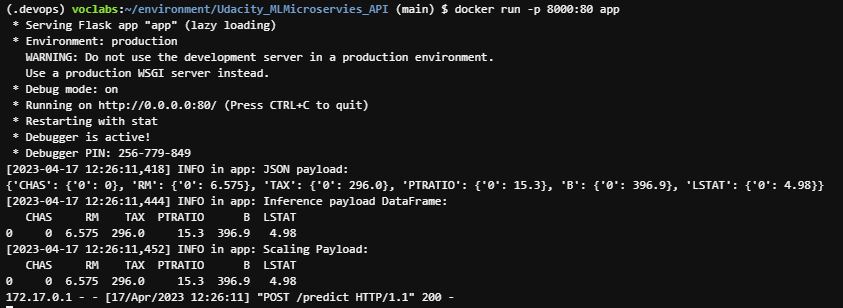 (.devops) voclabs:~/environment/Udacity_MLMicroservies_API (main) $ docker run -p 8000:80 app
 * Serving Flask app "app" (lazy loading)
 * Environment: production
   WARNING: Do not use the development server in a production environment.
   Use a production WSGI server instead.
 * Debug mode: on
 * Running on http://0.0.0.0:80/ (Press CTRL+C to quit)
 * Restarting with stat
 * Debugger is active!
 * Debugger PIN: 256-779-849
[2023-04-17 12:26:11,418] INFO in app: JSON payload:
{'CHAS': {'0': 0}, 'RM': {'0': 6.575}, 'TAX': {'0': 296.0}, 'PTRATIO': {'0': 15.3}, 'B': {'0': 396.9}, 'LSTAT': {'0': 4.98}}
[2023-04-17 12:26:11,444] INFO in app: Inference payload DataFrame:
   CHAS     RM    TAX  PTRATIO      B  LSTAT
0     0  6.575  296.0     15.3  396.9   4.98
[2023-04-17 12:26:11,452] INFO in app: Scaling Payload:
   CHAS     RM    TAX  PTRATIO      B  LSTAT
0     0  6.575  296.0     15.3  396.9   4.98
172.17.0.1 - - [17/Apr/2023 12:26:11] "POST /predict HTTP/1.1" 200 -